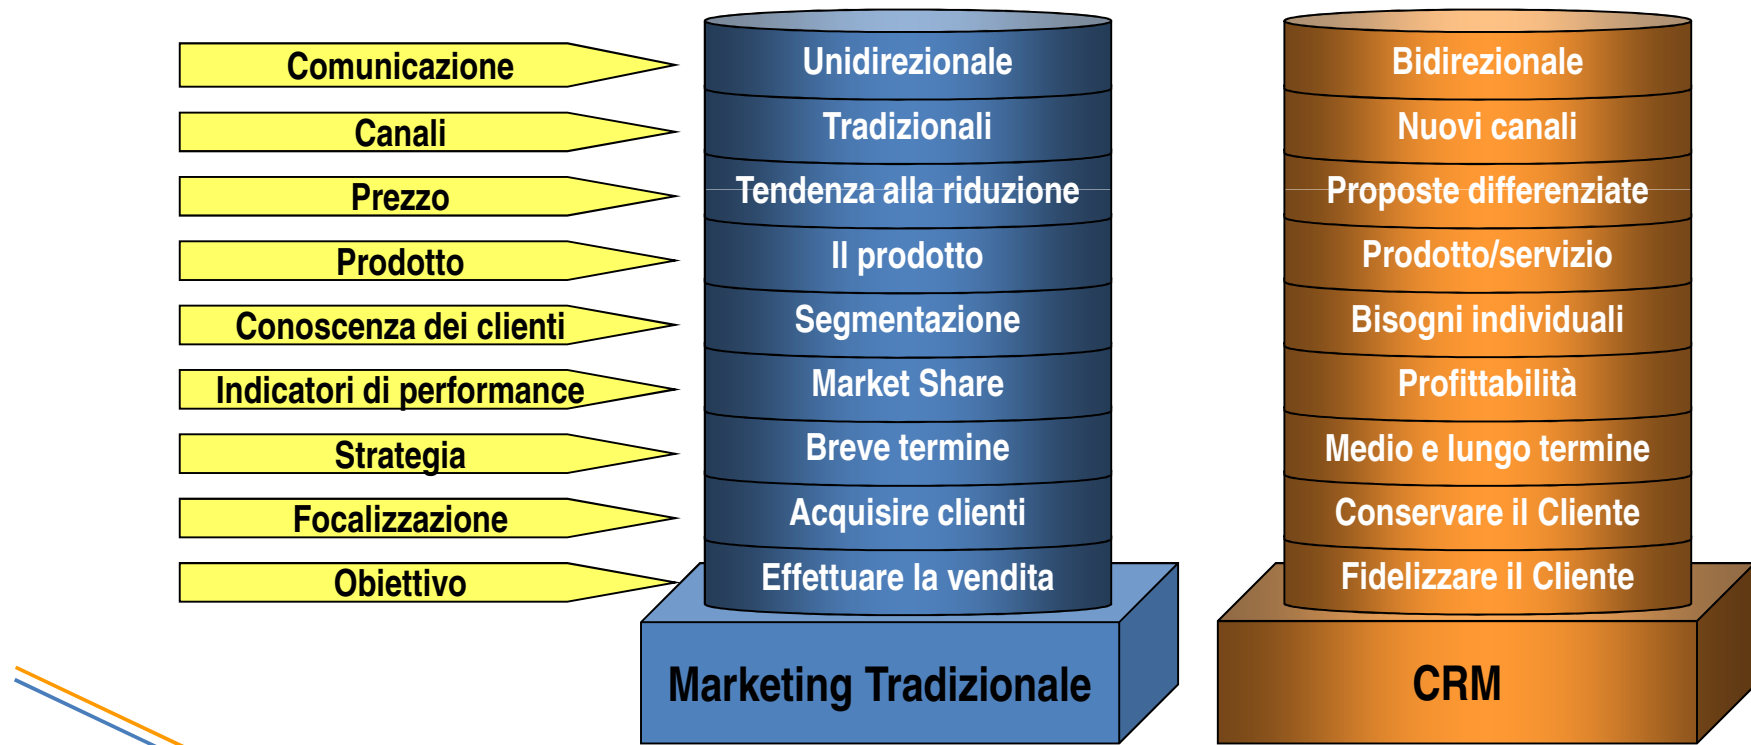 Comunicazione Unidirezionale Bidirezionale
Canali Tradizionali Nuovi canali
Prezzo Tendenza alla riduzione Proposte differenziate
Prodotto Il prodotto Prodotto/servizio
Conoscenza dei clienti Segmentazione Bisogni individuali
Indicatori di performance Market Share Profittabilità
Strategia Breve termine Medio e lungo termine
Focalizzazione Acquisire clienti Conservare il Cliente
Obiettivo Effettuare la vendita Fidelizzare il Cliente
Marketing Tradizionale CRM